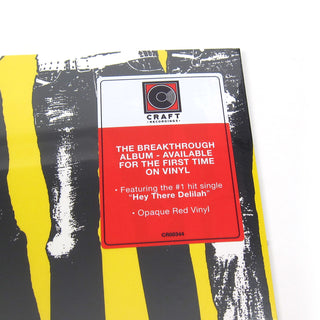 CRAFT
RECORDINGS
THE BREAKTHROUGH
ALBUM - AVAILABLE
FOR THE FIRST TIME
ON VINYL
• Featuring the #1 hit single
"Hey There Delilah"
• Opaque Red Vinyl
CR00344